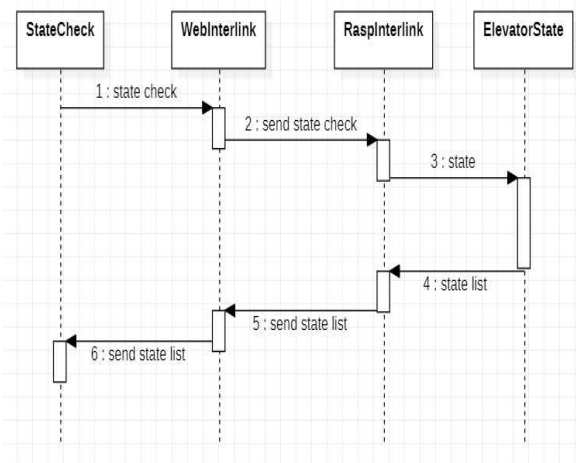 StateCheck
WebInterlink
RaspInterlink
ElevatorState
1 : state check
2 : send state check
3 : state
4 : state list
5 : send state list
6 : send state list